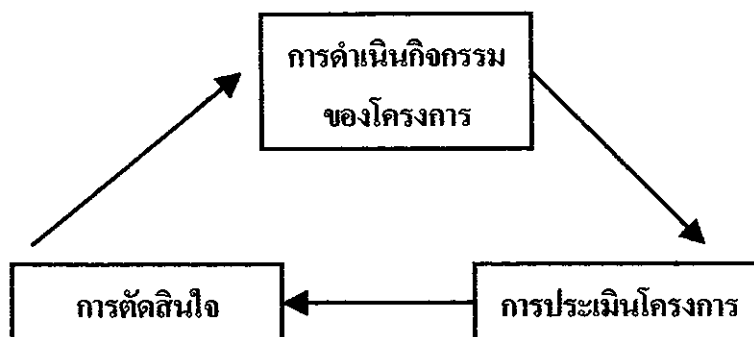 การดำเนินกิจกรรม
ของโครงการ
การตัดสินใจ
การประเมินโครงการ